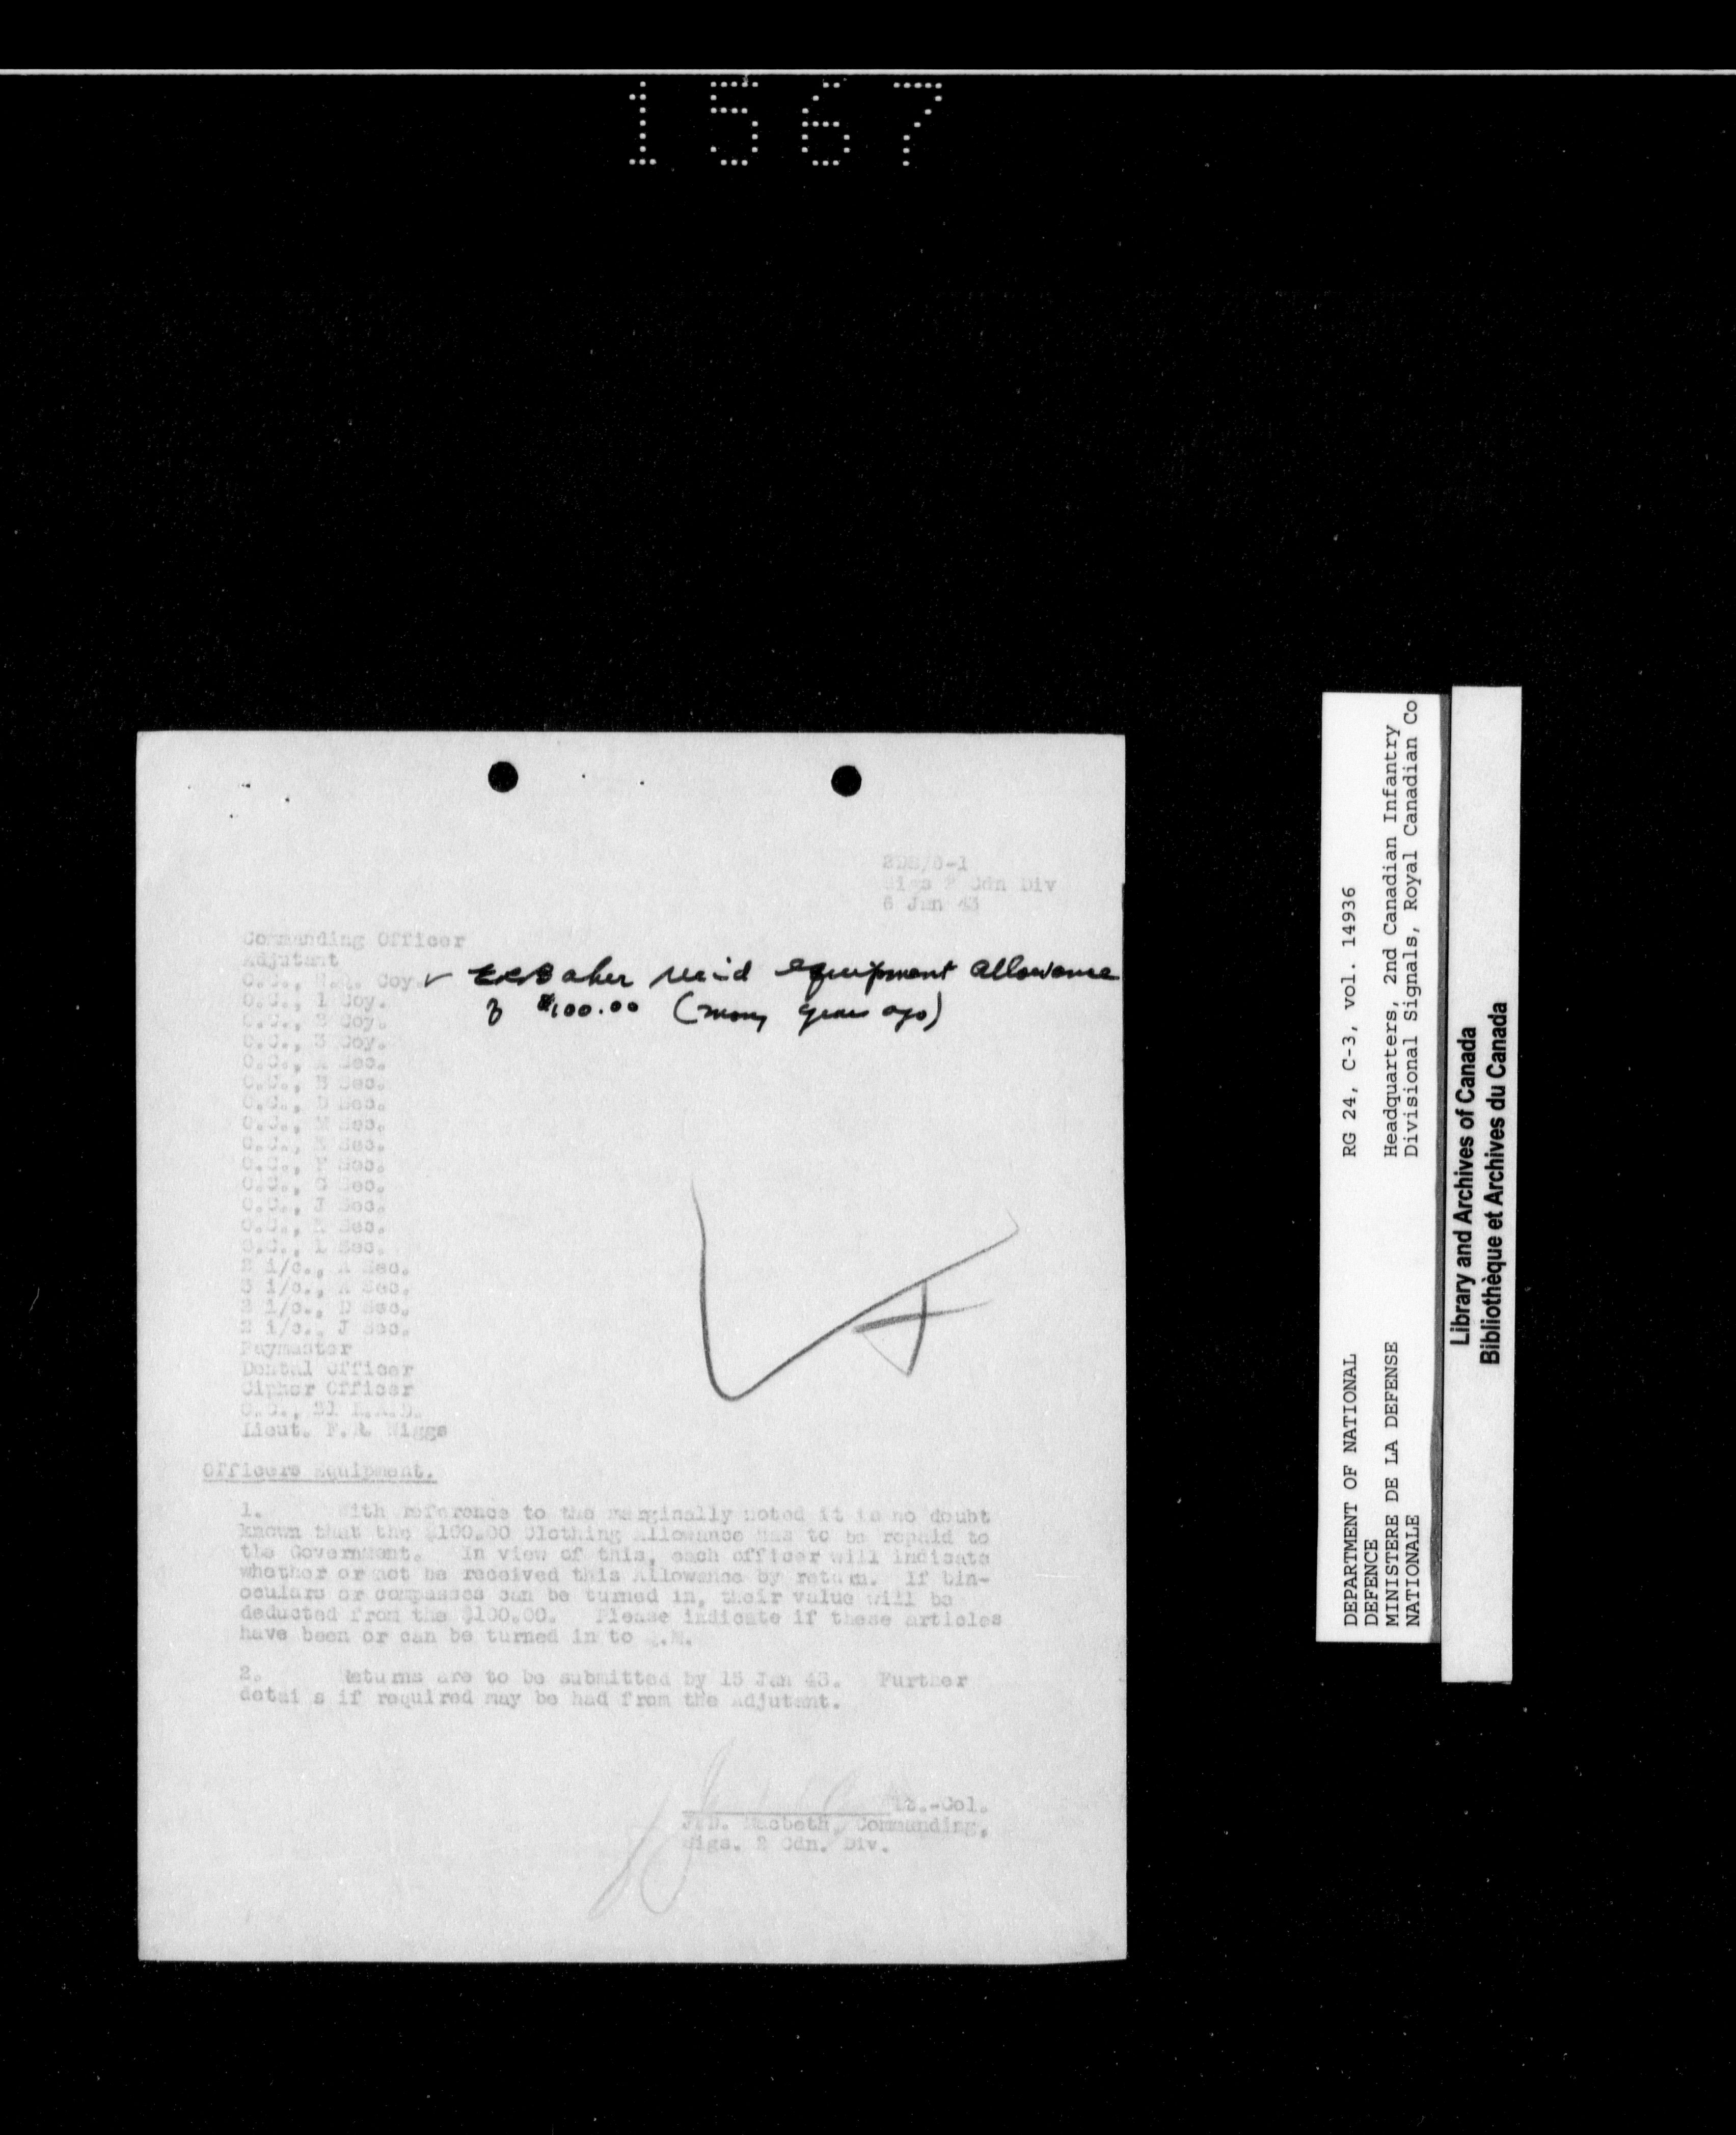 1567
2DS/6-1
Sigs 2 Cdn Div
6 Jan 43
Commanding Officer
Adjutant
O.C., Coy.
✓ Baker equipment allowance
O.C., 1 Coy.
of $100.00 (many years ago)
O.C., 2 Coy.
O.C., 3 Coy.
O.C., A Sec.
O.C., B Sec.
O.C., D Sec.
O.C., M Sec.
O.C., Sec.
O.C., F Sec.
O.C., G Sec.
O.C., J Sec.
O.C., K Sec.
O.C., L Sec.
2 i/c., A Sec.
3 i/c., A Sec.
2 i/c., D Sec.
2 i/c., J Sec.
Paymaster
Dental Officer
Cipher Officer
O.C., 21 L.A.D.
Lieut. F.R. Wiggs
Officers Equipment.
1. With reference to the marginally noted it is no doubt
known that the $100.00 Clothing Allowance has to be repaid to
the Government. In view of this, each officer will indicate
whether or not he received this Allowance by return. If bin-
oculars or compasses can be turned in, their value will be
deducted from the $100.00. Please indicate if these articles
have been or can be turned in to Q.M.
2. Returns are to be submitted by 15 Jan 43. Further
detai s if required may be had from the Adjutant.
Lt.-Col.
Macbeth, Commanding,
Sigs. 2 Cdn. Div.
DEPARTMENT OF NATIONAL RG 24, C-3, vol. 14936
DEFENCE
MINISTERE DE LA DEFENSE Headquarters, 2nd Canadian Infantry
NATIONALE Divisional Signals, Royal Canadian Co
Library and Archives of Canada
Bibliothèque et Archives du Canada